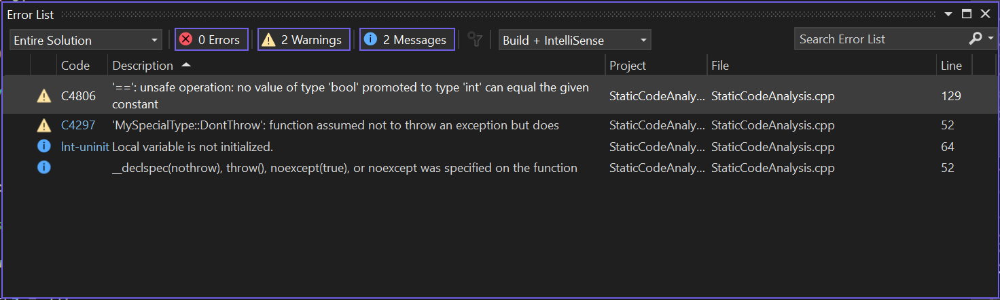 Error List
Entire Solution
0 Errors
2 Warnings
2 Messages
Build + IntelliSense
Search Error List
Code Description Project File Line
C4806 '==': unsafe operation: no value of type 'bool' promoted to type 'int' can equal the given
constant StaticCodeAnaly... StaticCodeAnalysis.cpp 129
C4297 'MySpecialType::DontThrow': function assumed not to throw an exception but does StaticCodeAnaly... StaticCodeAnalysis.cpp 52
lnt-uninit Local variable is not initialized. StaticCodeAnaly... StaticCodeAnalysis.cpp 64
__declspec(nothrow), throw(), noexcept(true), or noexcept was specified on the function StaticCodeAnaly... StaticCodeAnalysis.cpp 52